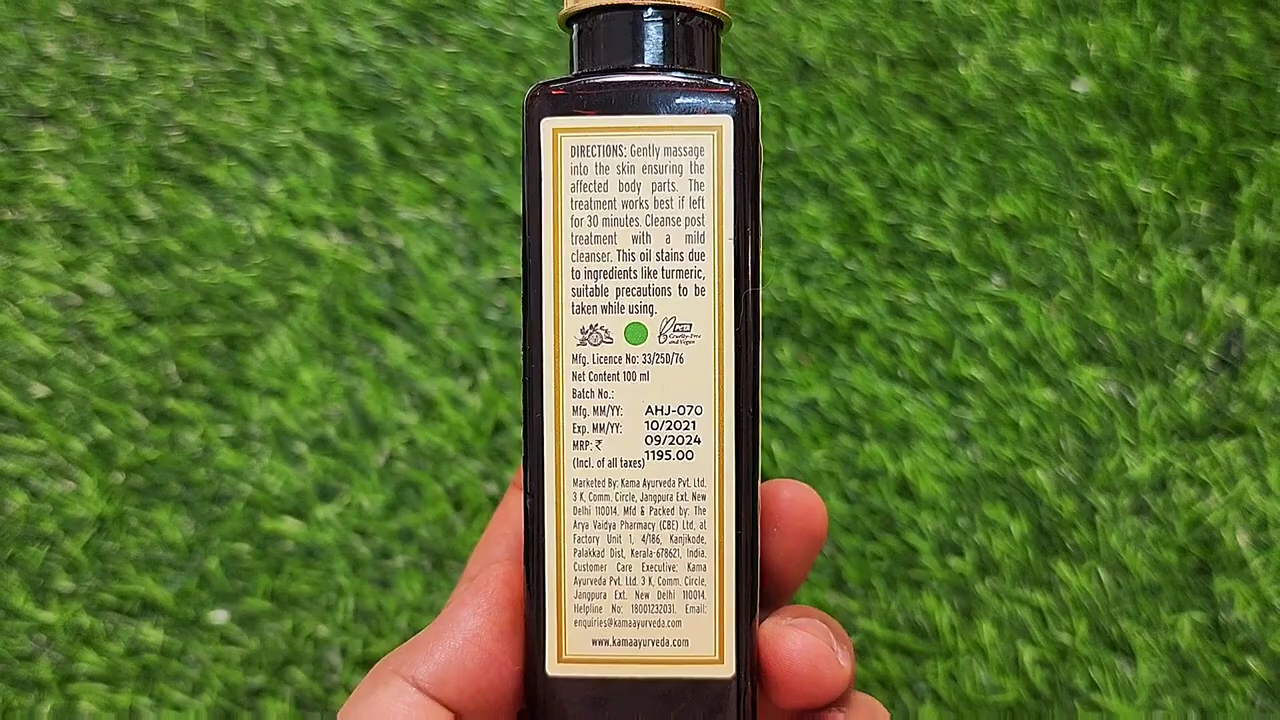 DIRECTIONS: Gently massage
into the skin ensuring the
affected body parts. The
treatment works best if left
for 30 minutes. Cleanse post
treatment with a mild
cleanser. This oil stains due
to ingredients like turmeric,
suitable precautions to be
taken while using.
PETA
Cruelty-Free
and Vegan
Mfg. Licence No: 33/25D/76
Net Content 100 ml
Batch No.:
Mfg. MM/YY: AHJ-070
Exp. MM/YY: 10/2021
MRP: ₹ 09/2024
(Incl. of all taxes) 1195.00
Marketed By: Kama Ayurveda Pvt. Ltd.
3 K, Comm. Circle, Jangpura Ext. New
Delhi 110014. Mfd & Packed by: The
Arya Vaidya Pharmacy (CBE) Ltd, at
Factory Unit 1, 4/186, Kanjikode,
Palakkad Dist, Kerala-678621, India.
Customer Care Executive: Kama
Ayurveda Pvt. Ltd. 3 K, Comm. Circle,
Jangpura Ext. New Delhi 110014.
Helpline No: 18001232031. Email:
enquiries@kamaayurveda.com
www.kamaayurveda.com